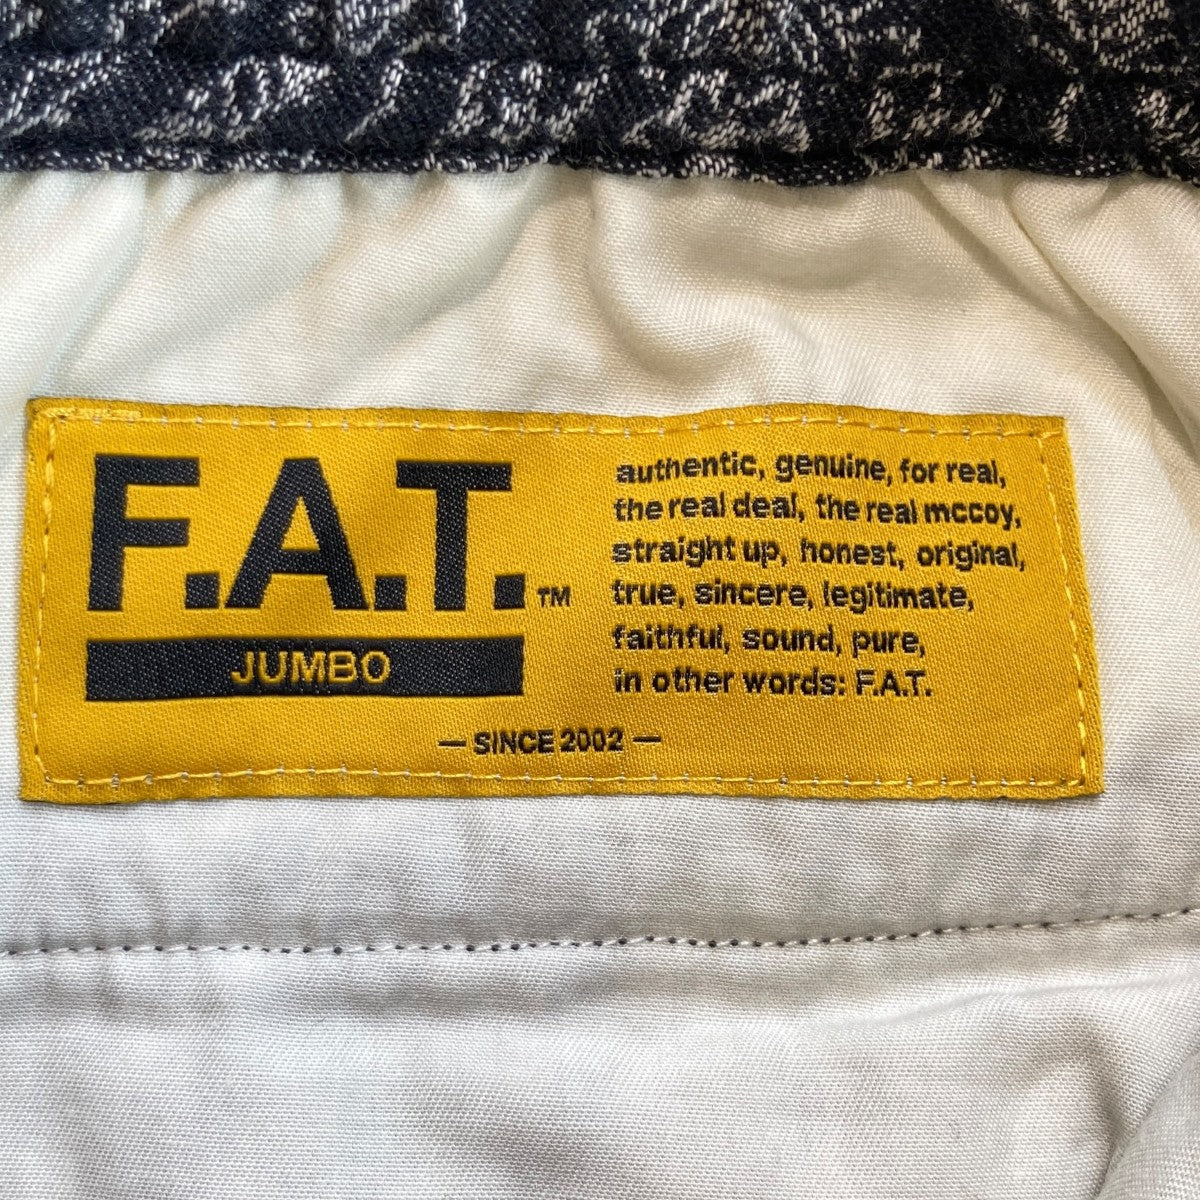 F.A.T.™
JUMBO
authentic, genuine, for real,
the real deal, the real mccoy,
straight up, honest, original,
true, sincere, legitimate,
faithful, sound, pure,
in other words: F.A.T.
— SINCE 2002 —